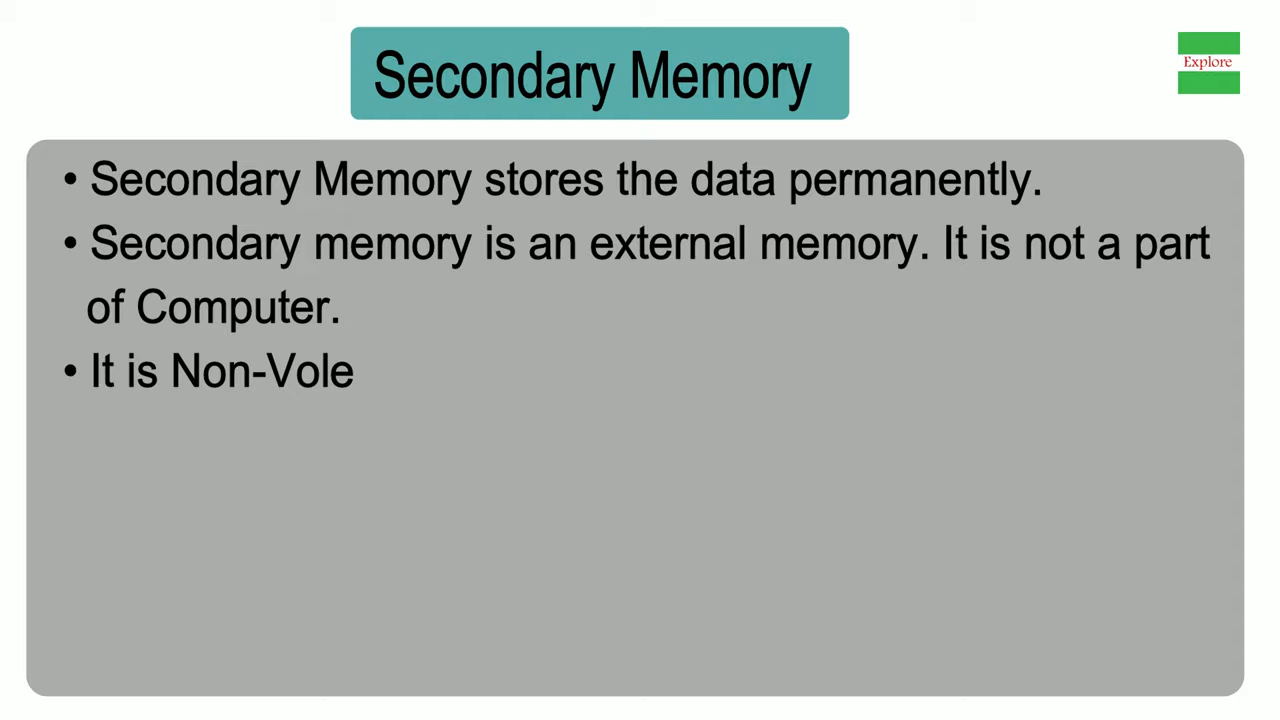 Secondary Memory
Explore
• Secondary Memory stores the data permanently.
• Secondary memory is an external memory. It is not a part
of Computer.
• It is Non-Vole